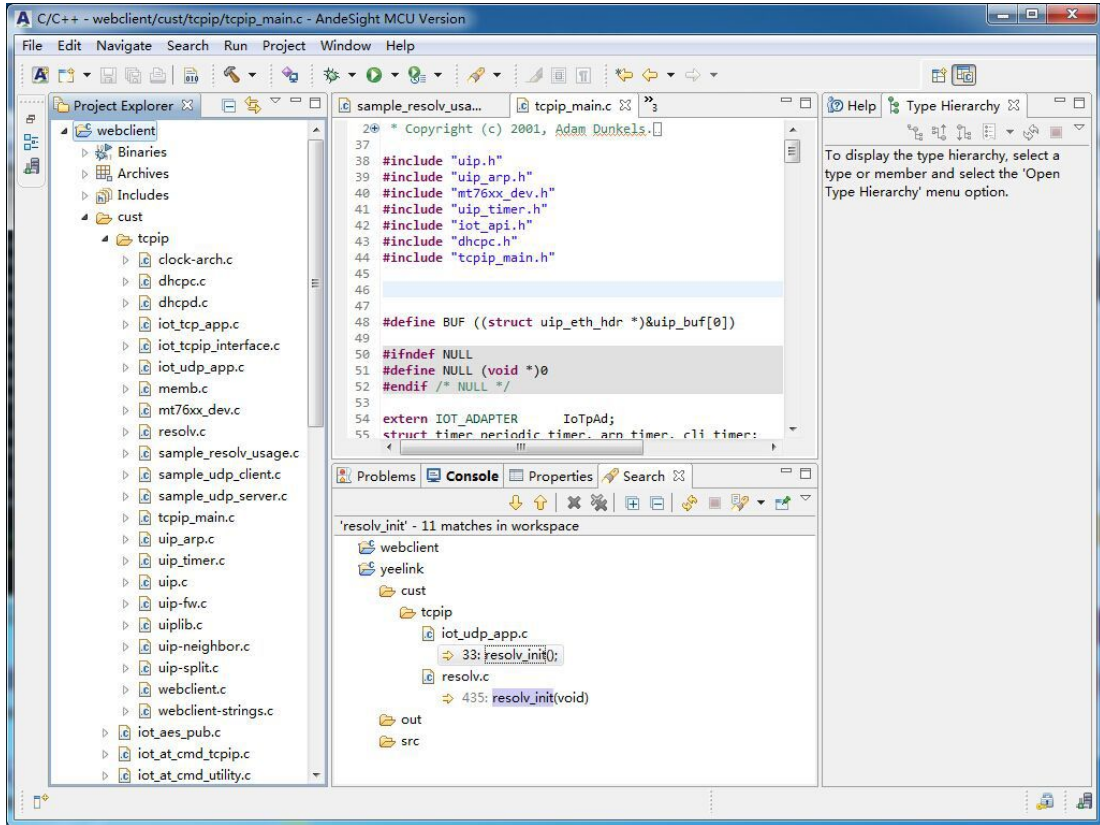 C/C++ - webclient/cust/tcpip/tcpip_main.c - AndeSight MCU Version
File Edit Navigate Search Run Project Window Help
Project Explorer
webclient
Binaries
Archives
Includes
cust
tcpip
clock-arch.c
dhcpc.c
dhcpd.c
iot_tcp_app.c
iot_tcpip_interface.c
iot_udp_app.c
memb.c
mt76xx_dev.c
resolv.c
sample_resolv_usage.c
sample_udp_client.c
sample_udp_server.c
tcpip_main.c
uip_arp.c
uip_timer.c
uip.c
uip-fw.c
uiplib.c
uip-neighbor.c
uip-split.c
webclient.c
webclient-strings.c
iot_aes_pub.c
iot_at_cmd_tcpip.c
iot_at_cmd_utility.c
sample_resolv_usa... tcpip_main.c 3
2 * Copyright (c) 2001, Adam Dunkels.
37
38 #include "uip.h"
39 #include "uip_arp.h"
40 #include "mt76xx_dev.h"
41 #include "uip_timer.h"
42 #include "iot_api.h"
43 #include "dhcpc.h"
44 #include "tcpip_main.h"
45
46
47
48 #define BUF ((struct uip_eth_hdr *)&uip_buf[0])
49
50 #ifndef NULL
51 #define NULL (void *)0
52 #endif /* NULL */
53
54 extern IOT_ADAPTER IoTpAd;
55 struct timer periodic_timer, arp_timer, cli_timer;
Problems Console Properties Search
'resolv_init' - 11 matches in workspace
webclient
yeelink
cust
tcpip
iot_udp_app.c
33: resolv_init();
resolv.c
435: resolv_init(void)
out
src
Help Type Hierarchy
To display the type hierarchy, select a
type or member and select the 'Open
Type Hierarchy' menu option.